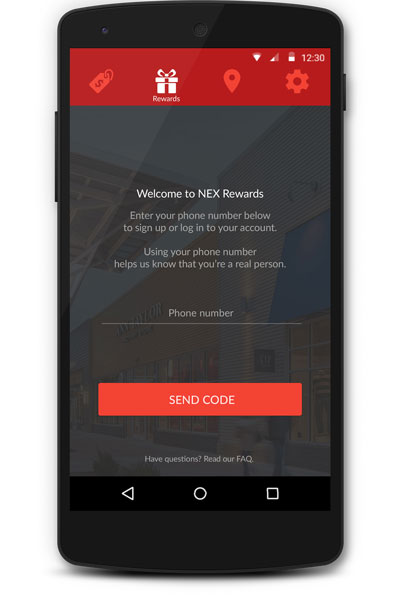 12:30
Rewards
Welcome to NEX Rewards
Enter your phone number below
to sign up or log in to your account.
Using your phone number
helps us know that you're a real person.
Phone number
SEND CODE
Have questions? Read our FAQ.